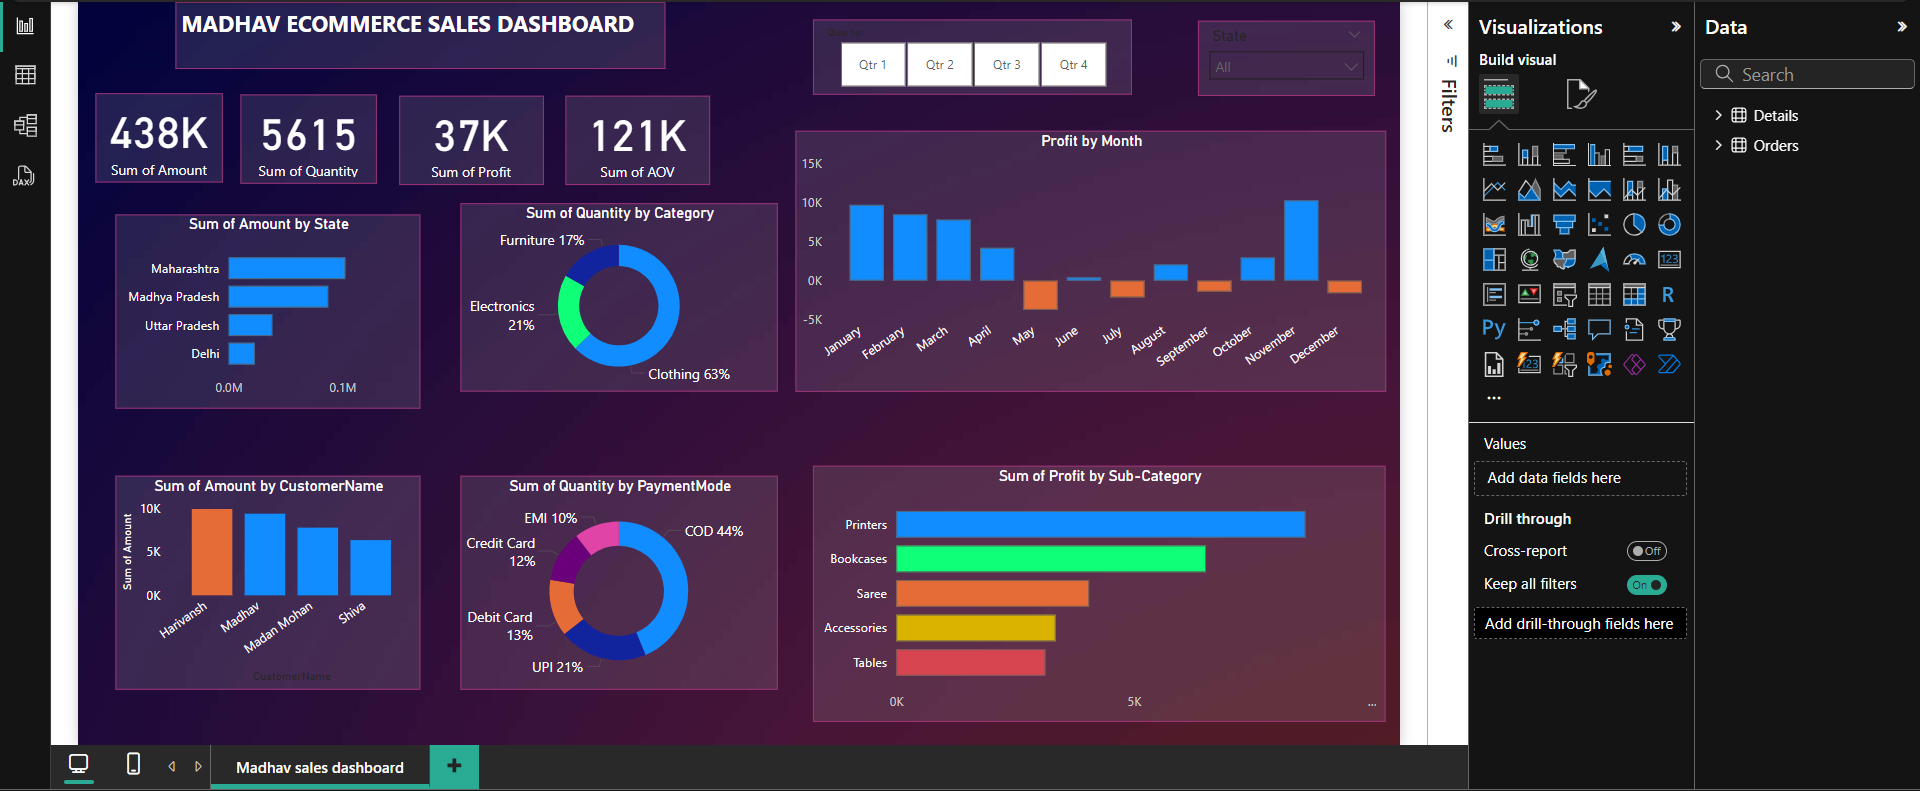 MADHAV ECOMMERCE SALES DASHBOARD
Quarter
Qtr 1
Qtr 2
Qtr 3
Qtr 4
State
All
438K
Sum of Amount
5615
Sum of Quantity
37K
Sum of Profit
121K
Sum of AOV
Sum of Amount by State
Maharashtra
Madhya Pradesh
Uttar Pradesh
Delhi
0.0M
0.1M
Sum of Quantity by Category
Furniture 17%
Electronics
21%
Clothing 63%
Profit by Month
15K
10K
5K
0K
-5K
January
February
March
April
May
June
July
August
September
October
November
December
Sum of Amount by CustomerName
Sum of Amount
10K
5K
0K
Harivansh
Madhav
Madan Mohan
Shiva
CustomerName
Sum of Quantity by PaymentMode
EMI 10%
COD 44%
Credit Card
12%
Debit Card
13%
UPI 21%
Sum of Profit by Sub-Category
Printers
Bookcases
Saree
Accessories
Tables
0K
5K
...
Madhav sales dashboard
+
Filters
Visualizations
Build visual
123
R
Py
123
...
Values
Add data fields here
Drill through
Cross-report
Off
Keep all filters
On
Add drill-through fields here
Data
Search
Details
Orders
DAX